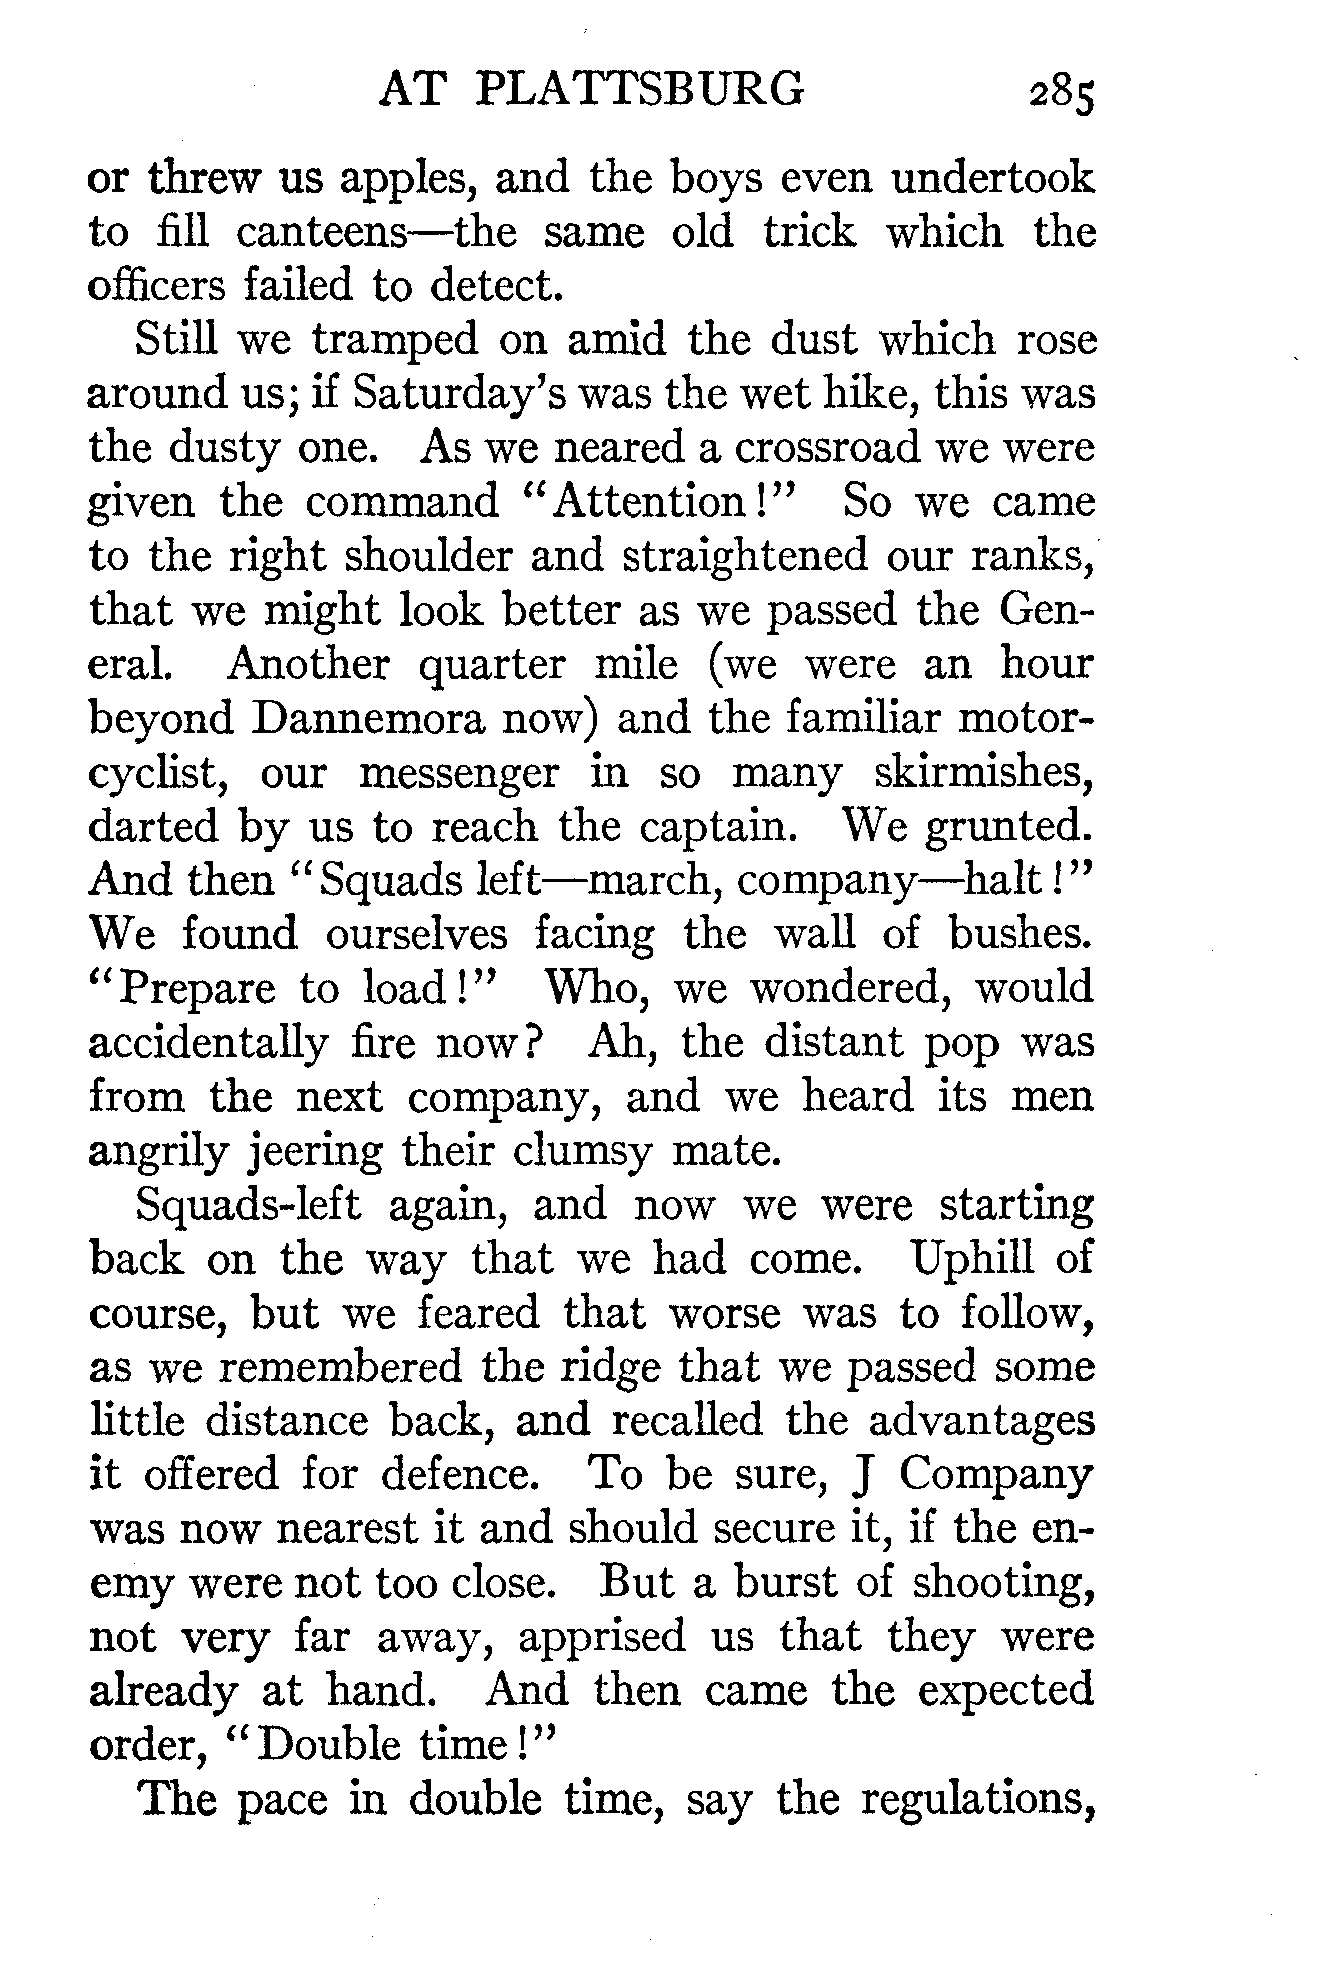 AT PLATTSBURG 285
or threw us apples, and the boys even undertook
to fill canteens—the same old trick which the
officers failed to detect.
Still we tramped on amid the dust which rose
around us; if Saturday's was the wet hike, this was
the dusty one. As we neared a crossroad we were
given the command "Attention!" So we came
to the right shoulder and straightened our ranks,
that we might look better as we passed the Gen-
eral. Another quarter mile (we were an hour
beyond Dannemora now) and the familiar motor-
cyclist, our messenger in so many skirmishes,
darted by us to reach the captain. We grunted.
And then "Squads left—march, company—halt!"
We found ourselves facing the wall of bushes.
"Prepare to load!" Who, we wondered, would
accidentally fire now? Ah, the distant pop was
from the next company, and we heard its men
angrily jeering their clumsy mate.
Squads-left again, and now we were starting
back on the way that we had come. Uphill of
course, but we feared that worse was to follow,
as we remembered the ridge that we passed some
little distance back, and recalled the advantages
it offered for defence. To be sure, J Company
was now nearest it and should secure it, if the en-
emy were not too close. But a burst of shooting,
not very far away, apprised us that they were
already at hand. And then came the expected
order, "Double time!"
The pace in double time, say the regulations,